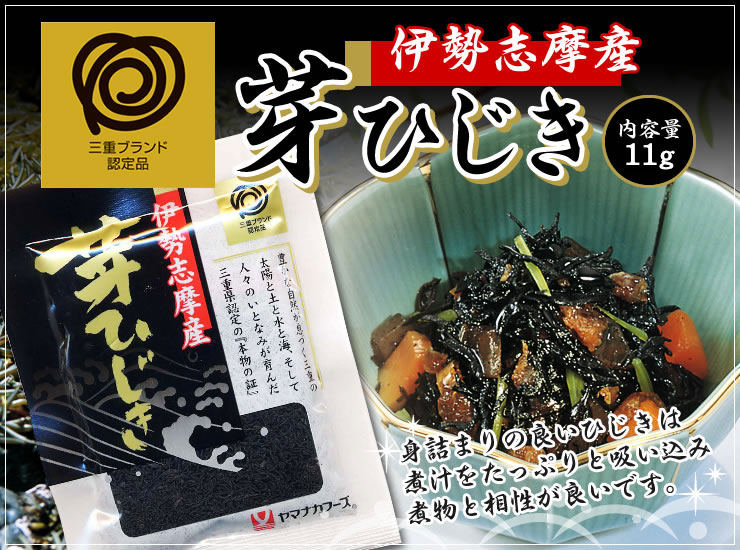 三重ブランド
認定品
伊勢志摩産
芽ひじき
内容量
11g
三重ブランド
認定品
伊勢志摩産。
芽ひじき
豊かな自然が息づく三重の
太陽と土と水と海、そして
人々のいとなみが育んだ
三重県認定の『本物の証』
ヤマナカフーズ®
身詰まりの良いひじきは
煮汁をたっぷりと吸い込み
煮物と相性が良いです。